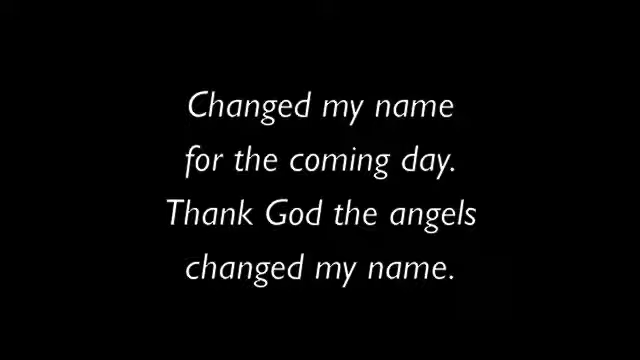 Changed my name
for the coming day.
Thank God the angels
changed my name.